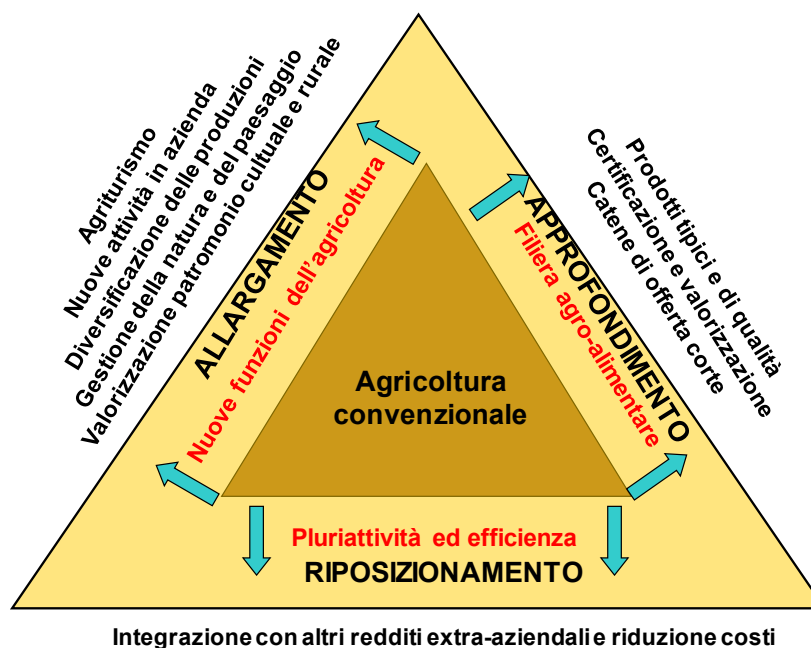 Agriturismo
Nuove attività in azienda
Diversificazione delle produzioni
Gestione della natura e del paesaggio
Valorizzazione patromonio cultuale e rurale
ALLARGAMENTO
Nuove funzioni dell'agricoltura
Prodotti tipici e di qualità
Certificazione e valorizzazione
Catene di offerta corte
APPROFONDIMENTO
Filiera agro-alimentare
Agricoltura
convenzionale
Pluriattività ed efficienza
RIPOSIZIONAMENTO
Integrazione con altri redditi extra-aziendali e riduzione costi